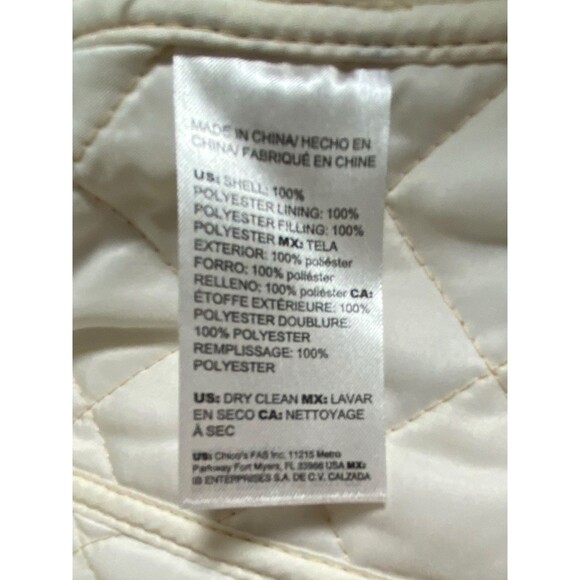 MADE IN CHINA/ HECHO EN
CHINA/ FABRIQUÉ EN CHINE
US: SHELL: 100%
POLYESTER LINING: 100%
POLYESTER FILLING: 100%
POLYESTER MX: TELA
EXTERIOR: 100% poliéster
FORRO: 100% poliéster
RELLENO: 100% poliéster CA:
ÉTOFFE EXTÉRIEURE: 100%
POLYESTER DOUBLURE:
100% POLYESTER
REMPLISSAGE: 100%
POLYESTER
US: DRY CLEAN MX: LAVAR
EN SECO CA: NETTOYAGE
À SEC
US: Chico's FAS Inc. 11215 Metro
Parkway Fort Myers, FL 33966 USA MX:
IB ENTERPRISES S.A. DE C.V. CALZADA